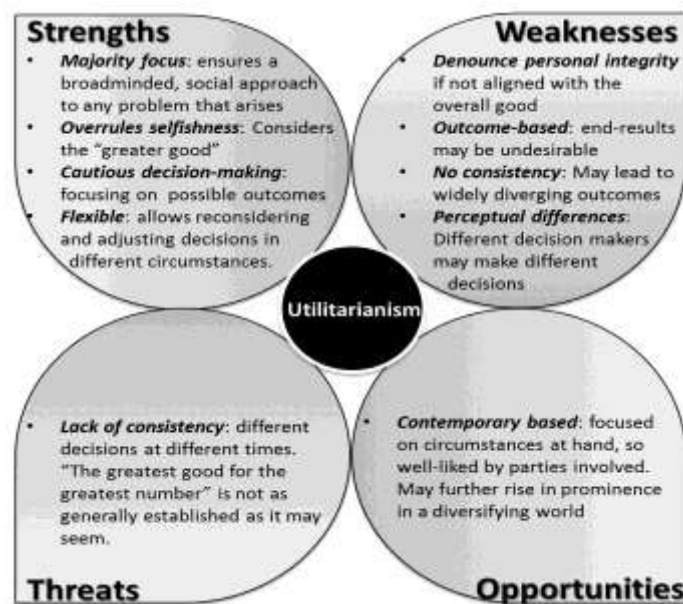 Strengths
• Majority focus: ensures a
broadminded, social approach
to any problem that arises
• Overrules selfishness: Considers
the “greater good”
• Cautious decision-making:
focusing on possible outcomes
• Flexible: allows reconsidering
and adjusting decisions in
different circumstances.
Weaknesses
• Denounce personal integrity
if not aligned with the
overall good
• Outcome-based: end-results
may be undesirable
• No consistency: May lead to
widely diverging outcomes
• Perceptual differences:
Different decision makers
may make different
decisions
Utilitarianism
• Lack of consistency: different
decisions at different times.
“The greatest good for the
greatest number” is not as
generally established as it may
seem.
Threats
• Contemporary based: focused
on circumstances at hand, so
well-liked by parties involved.
May further rise in prominence
in a diversifying world
Opportunities